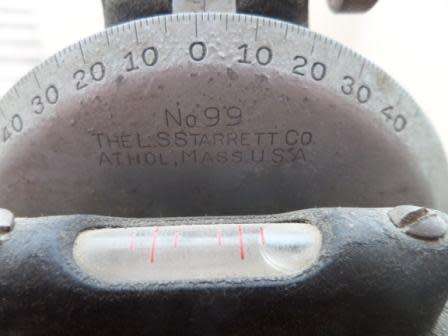 40 30 20 10 0 10 20 30 40
No 99
THE L.S.STARRETT CO.
ATHOL, MASS. U.S.A.